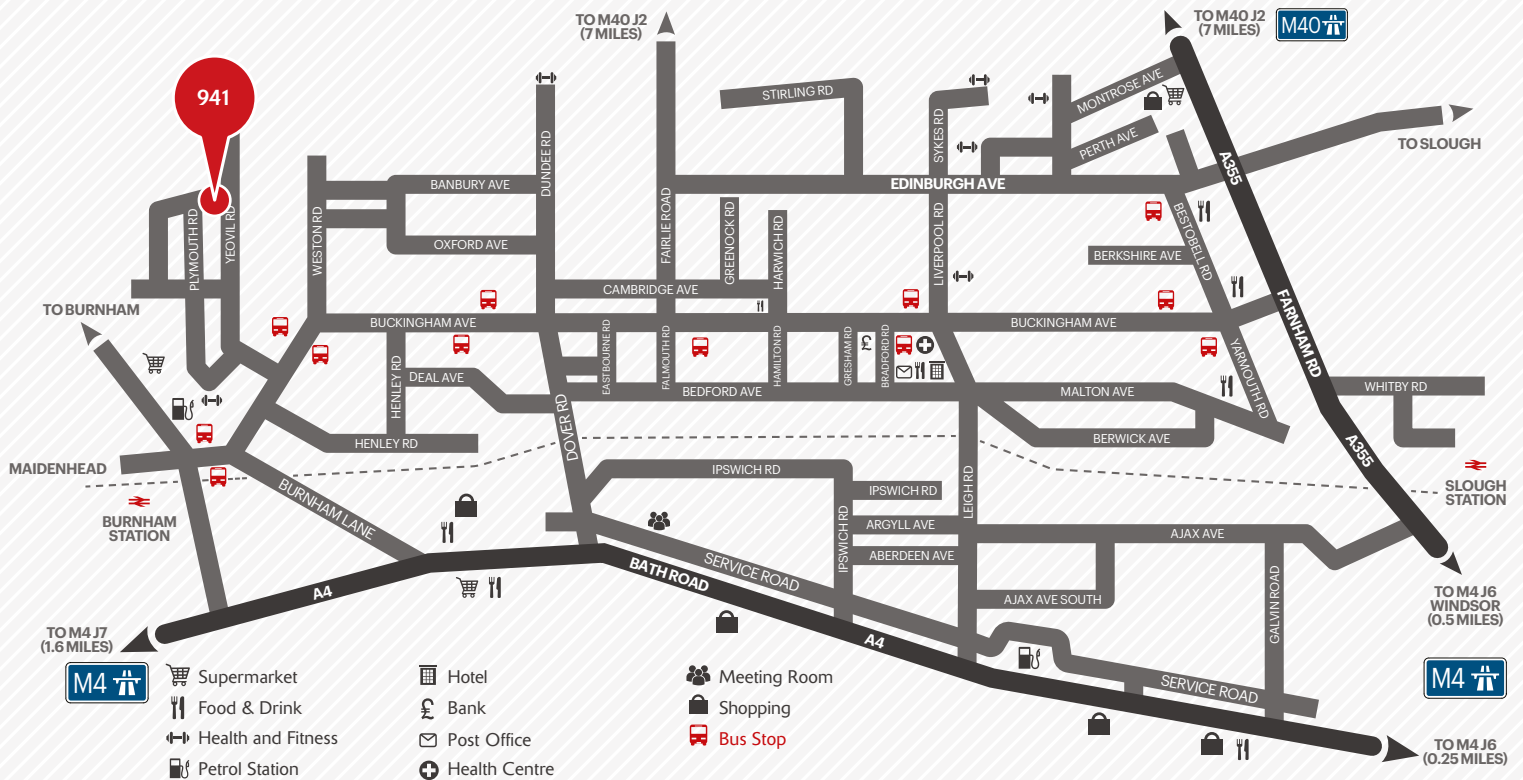 TO M40 J2
(7 MILES)
TO M40 J2
(7 MILES)
M40
941
STIRLING RD
MONTROSE AVE
PERTH AVE
SYKES RD
DUNDEE RD
TO SLOUGH
A355
BANBURY AVE
EDINBURGH AVE
PLYMOUTH RD
YEOVIL RD
WESTON RD
OXFORD AVE
FAIRLIE ROAD
GREENOCK RD
HARWICH RD
LIVERPOOL RD
BESTOBELL RD
BERKSHIRE AVE
CAMBRIDGE AVE
TO BURNHAM
BUCKINGHAM AVE
BUCKINGHAM AVE
FARNHAM RD
HENLEY RD
DEAL AVE
EASTBOURNE RD
FALMOUTH RD
HAMILTON RD
GRESHAM RD
£
BRADFORD RD
YARMOUTH RD
BEDFORD AVE
MALTON AVE
WHITBY RD
DOVER RD
HENLEY RD
BERWICK AVE
A355
MAIDENHEAD
IPSWICH RD
IPSWICH RD
LEIGH RD
SLOUGH
STATION
BURNHAM
STATION
BURNHAM LANE
ARGYLL AVE
AJAX AVE
IPSWICH RD
ABERDEEN AVE
SERVICE ROAD
BATH ROAD
A4
AJAX AVE SOUTH
GALVIN ROAD
TO M4 J6
WINDSOR
(0.5 MILES)
TO M4 J7
(1.6 MILES)
A4
M4
SERVICE ROAD
M4
TO M4 J6
(0.25 MILES)
Supermarket
Food & Drink
Health and Fitness
Petrol Station
Hotel
£ Bank
Post Office
Health Centre
Meeting Room
Shopping
Bus Stop